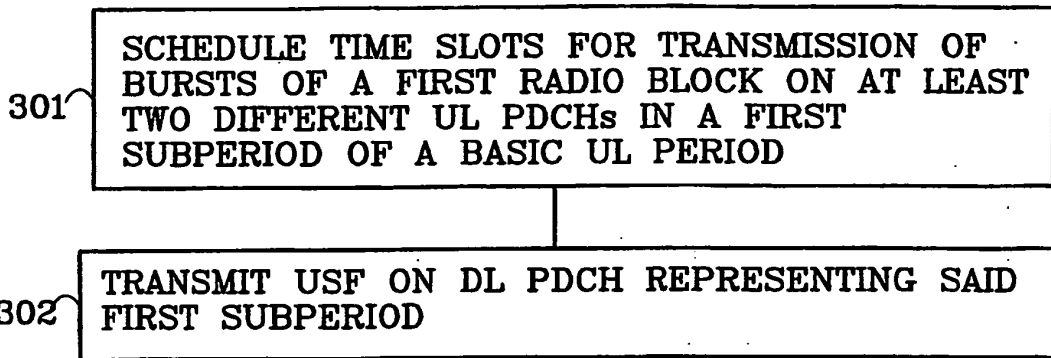 SCHEDULE TIME SLOTS FOR TRANSMISSION OF
BURSTS OF A FIRST RADIO BLOCK ON AT LEAST
301
TWO DIFFERENT UL PDCHs IN A FIRST
SUBPERIOD OF A BASIC UL PERIOD
302
TRANSMIT USF ON DL PDCH REPRESENTING SAID
FIRST SUBPERIOD